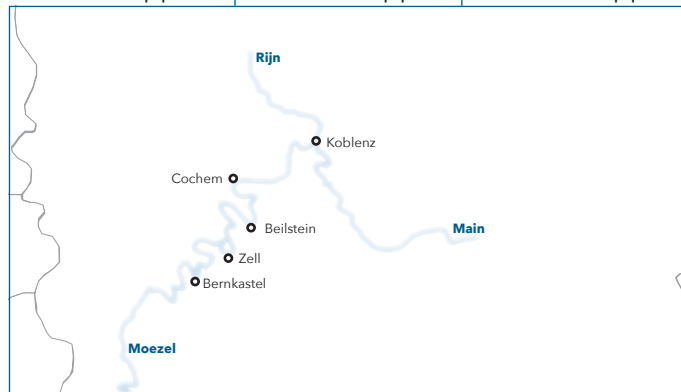 Rijn
Koblenz
Cochem
Beilstein
Main
Zell
Bernkastel
Moezel